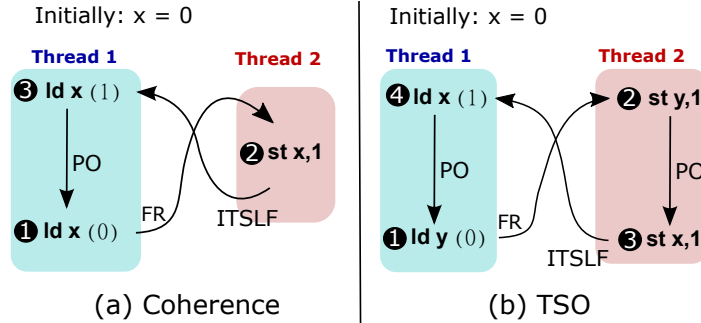 Initially: x = 0
Thread 1
Thread 2
3 ld x (1)
2 st x,1
PO
1 ld x (0)
FR
ITSLF
(a) Coherence
Initially: x = 0
Thread 1
Thread 2
4 ld x (1)
2 st y,1
PO
PO
1 ld y (0)
FR
ITSLF
3 st x,1
(b) TSO